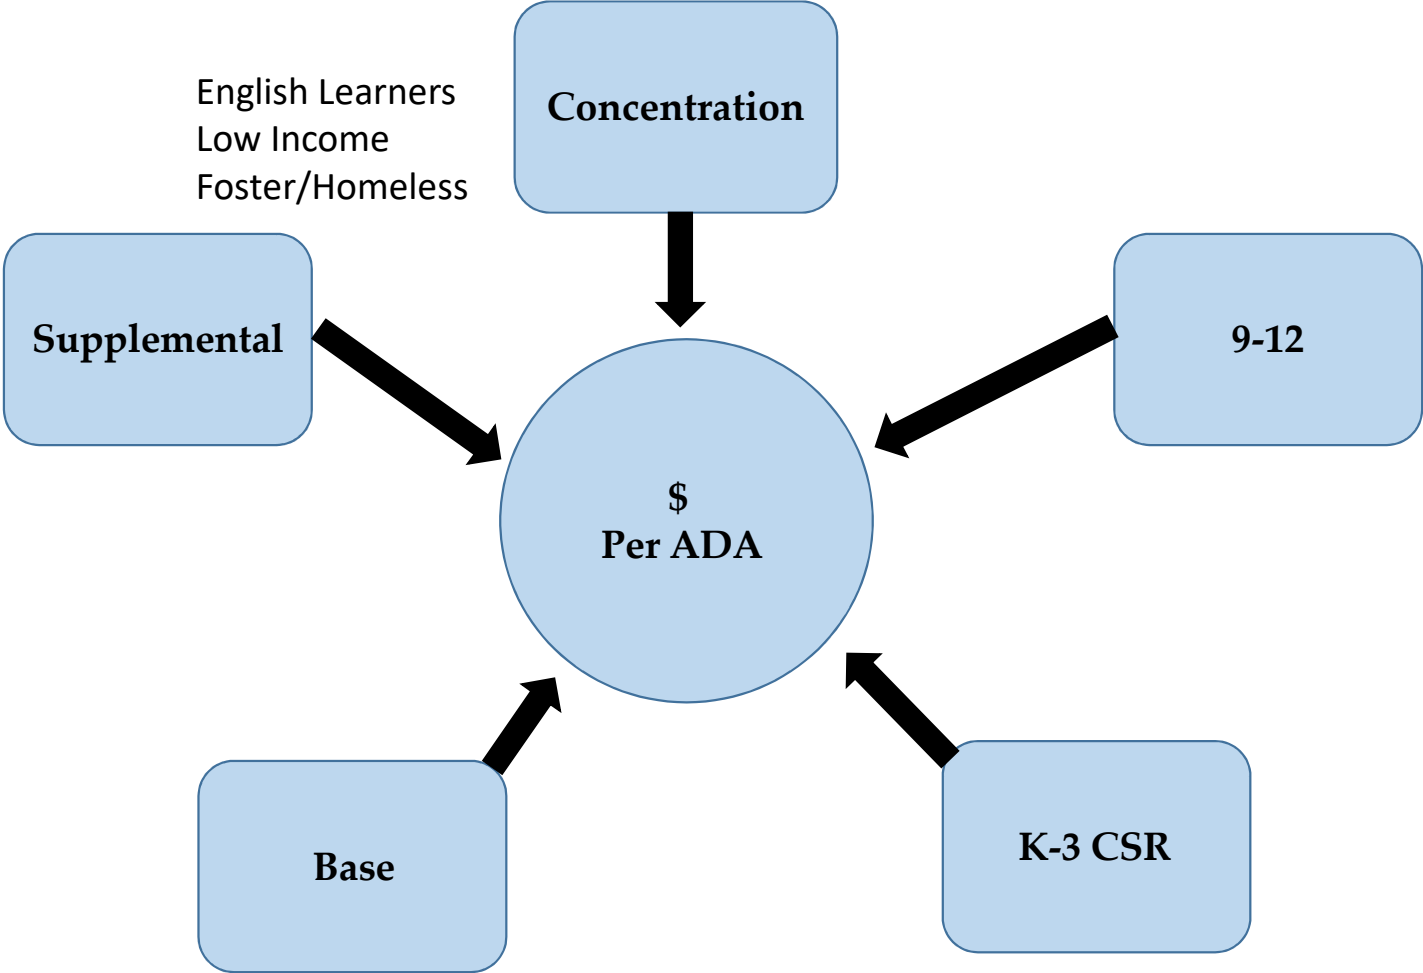 English Learners
Low Income
Foster/Homeless
Concentration
Supplemental
9-12
$
Per ADA
Base
K-3 CSR